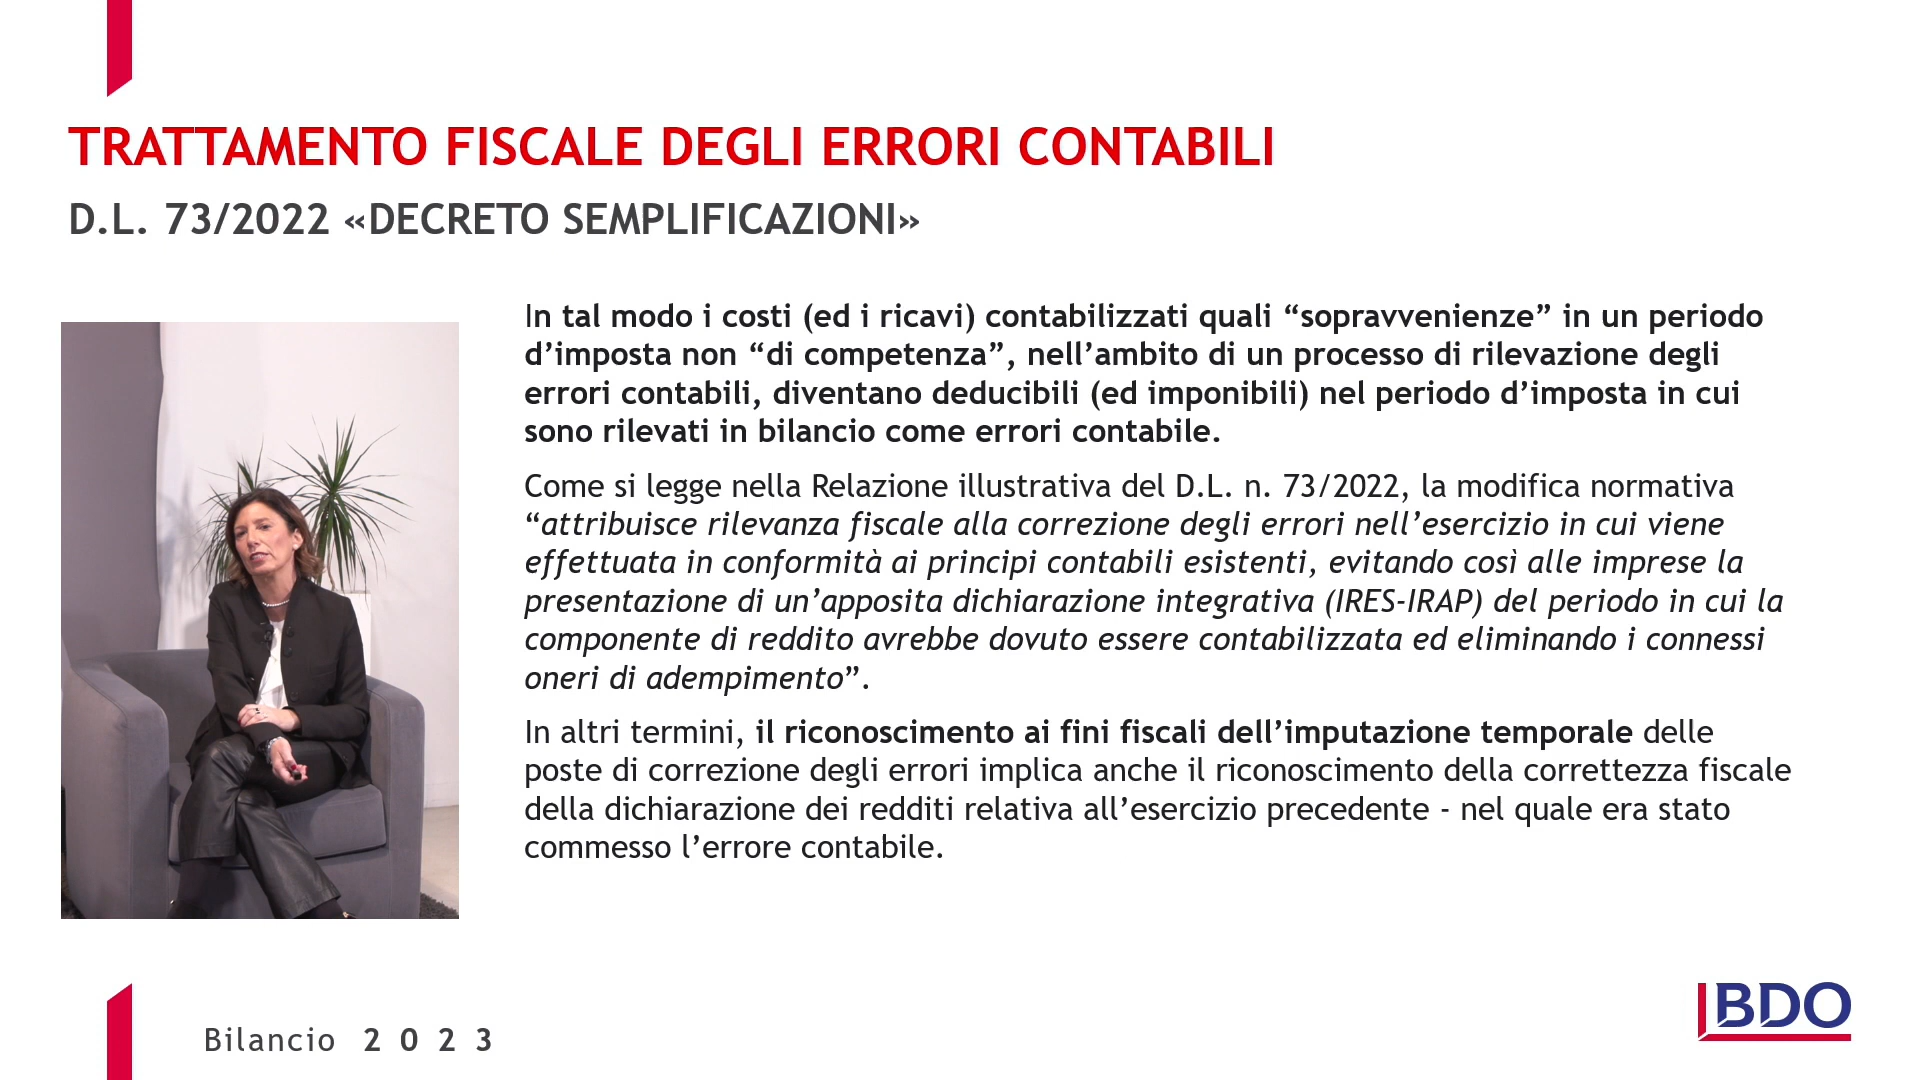 TRATTAMENTO FISCALE DEGLI ERRORI CONTABILI
D.L. 73/2022 «DECRETO SEMPLIFICAZIONI»
In tal modo i costi (ed i ricavi) contabilizzati quali “sopravvenienze” in un periodo
d’imposta non “di competenza”, nell’ambito di un processo di rilevazione degli
errori contabili, diventano deducibili (ed imponibili) nel periodo d’imposta in cui
sono rilevati in bilancio come errori contabile.
Come si legge nella Relazione illustrativa del D.L. n. 73/2022, la modifica normativa
“attribuisce rilevanza fiscale alla correzione degli errori nell’esercizio in cui viene
effettuata in conformità ai principi contabili esistenti, evitando così alle imprese la
presentazione di un’apposita dichiarazione integrativa (IRES-IRAP) del periodo in cui la
componente di reddito avrebbe dovuto essere contabilizzata ed eliminando i connessi
oneri di adempimento”.
In altri termini, il riconoscimento ai fini fiscali dell’imputazione temporale delle
poste di correzione degli errori implica anche il riconoscimento della correttezza fiscale
della dichiarazione dei redditi relativa all’esercizio precedente - nel quale era stato
commesso l’errore contabile.
Bilancio 2023
BDO